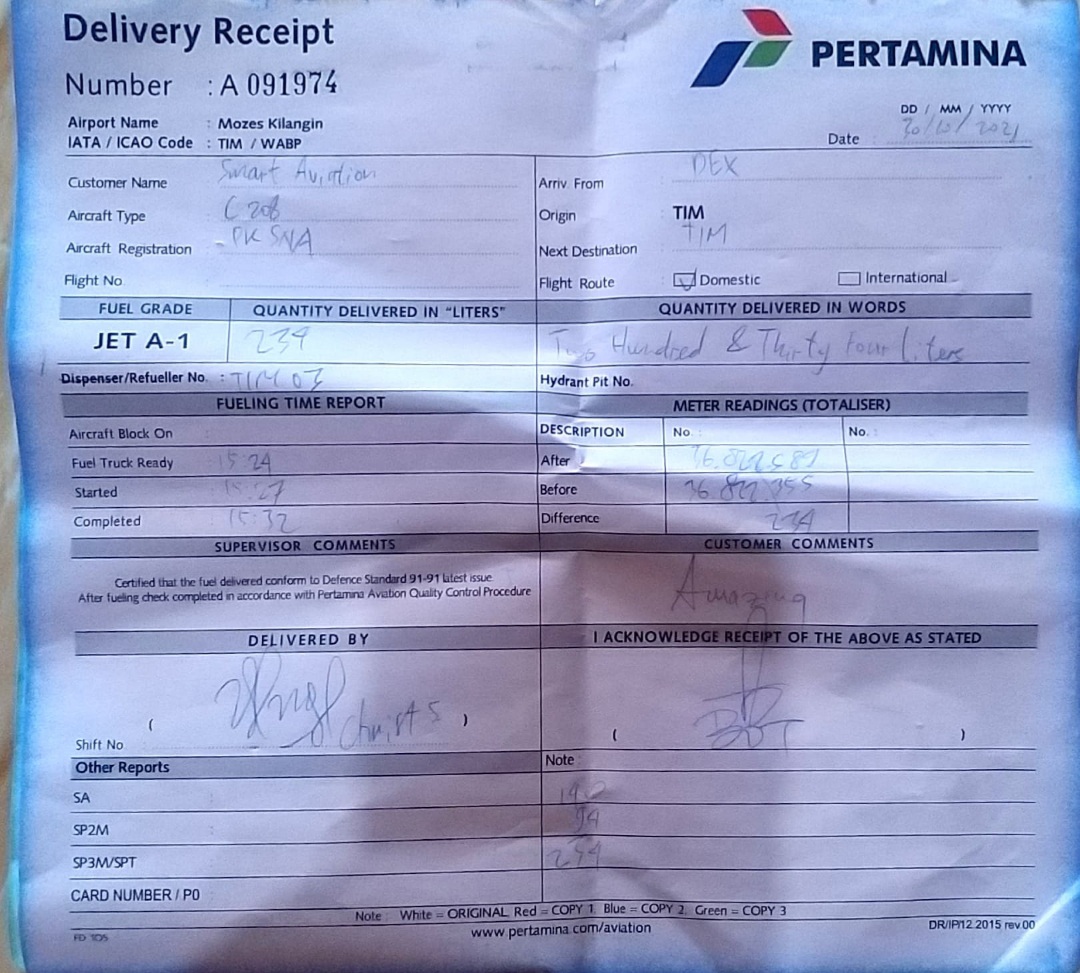 Delivery Receipt
PERTAMINA
Number : A 091974
Airport Name : Mozes Kilangin
IATA / ICAO Code : TIM / WABP
DD / MM / YYYY
Date : 30/10/2021
Customer Name Smart Aviation
Arriv. From DEX
Aircraft Type C 208
Origin TIM
Aircraft Registration PK SNA
Next Destination TIM
Flight No.
Flight Route Domestic International
FUEL GRADE QUANTITY DELIVERED IN "LITERS" QUANTITY DELIVERED IN WORDS
JET A-1 234 Two Hundred & Thirty Four Liters
Dispenser/Refueller No. : TIM 03 Hydrant Pit No.
FUELING TIME REPORT METER READINGS (TOTALISER)
Aircraft Block On DESCRIPTION No. : No. :
Fuel Truck Ready 15:24 After
Started 15:27 Before
Completed 15:32 Difference 234
SUPERVISOR COMMENTS CUSTOMER COMMENTS
Certified that the fuel delivered conform to Defence Standard 91-91 latest issue.
After fueling check completed in accordance with Pertamina Aviation Quality Control Procedure
Amazing
DELIVERED BY I ACKNOWLEDGE RECEIPT OF THE ABOVE AS STATED
( ) ( )
Shift No.
Other Reports Note :
SA : 140
SP2M : 94
SP3M/SPT 234
CARD NUMBER / PO
Note : White = ORIGINAL Red = COPY 1 Blue = COPY 2 Green = COPY 3
www.pertamina.com/aviation
DR/IP/12.2015 rev.00
FD 105